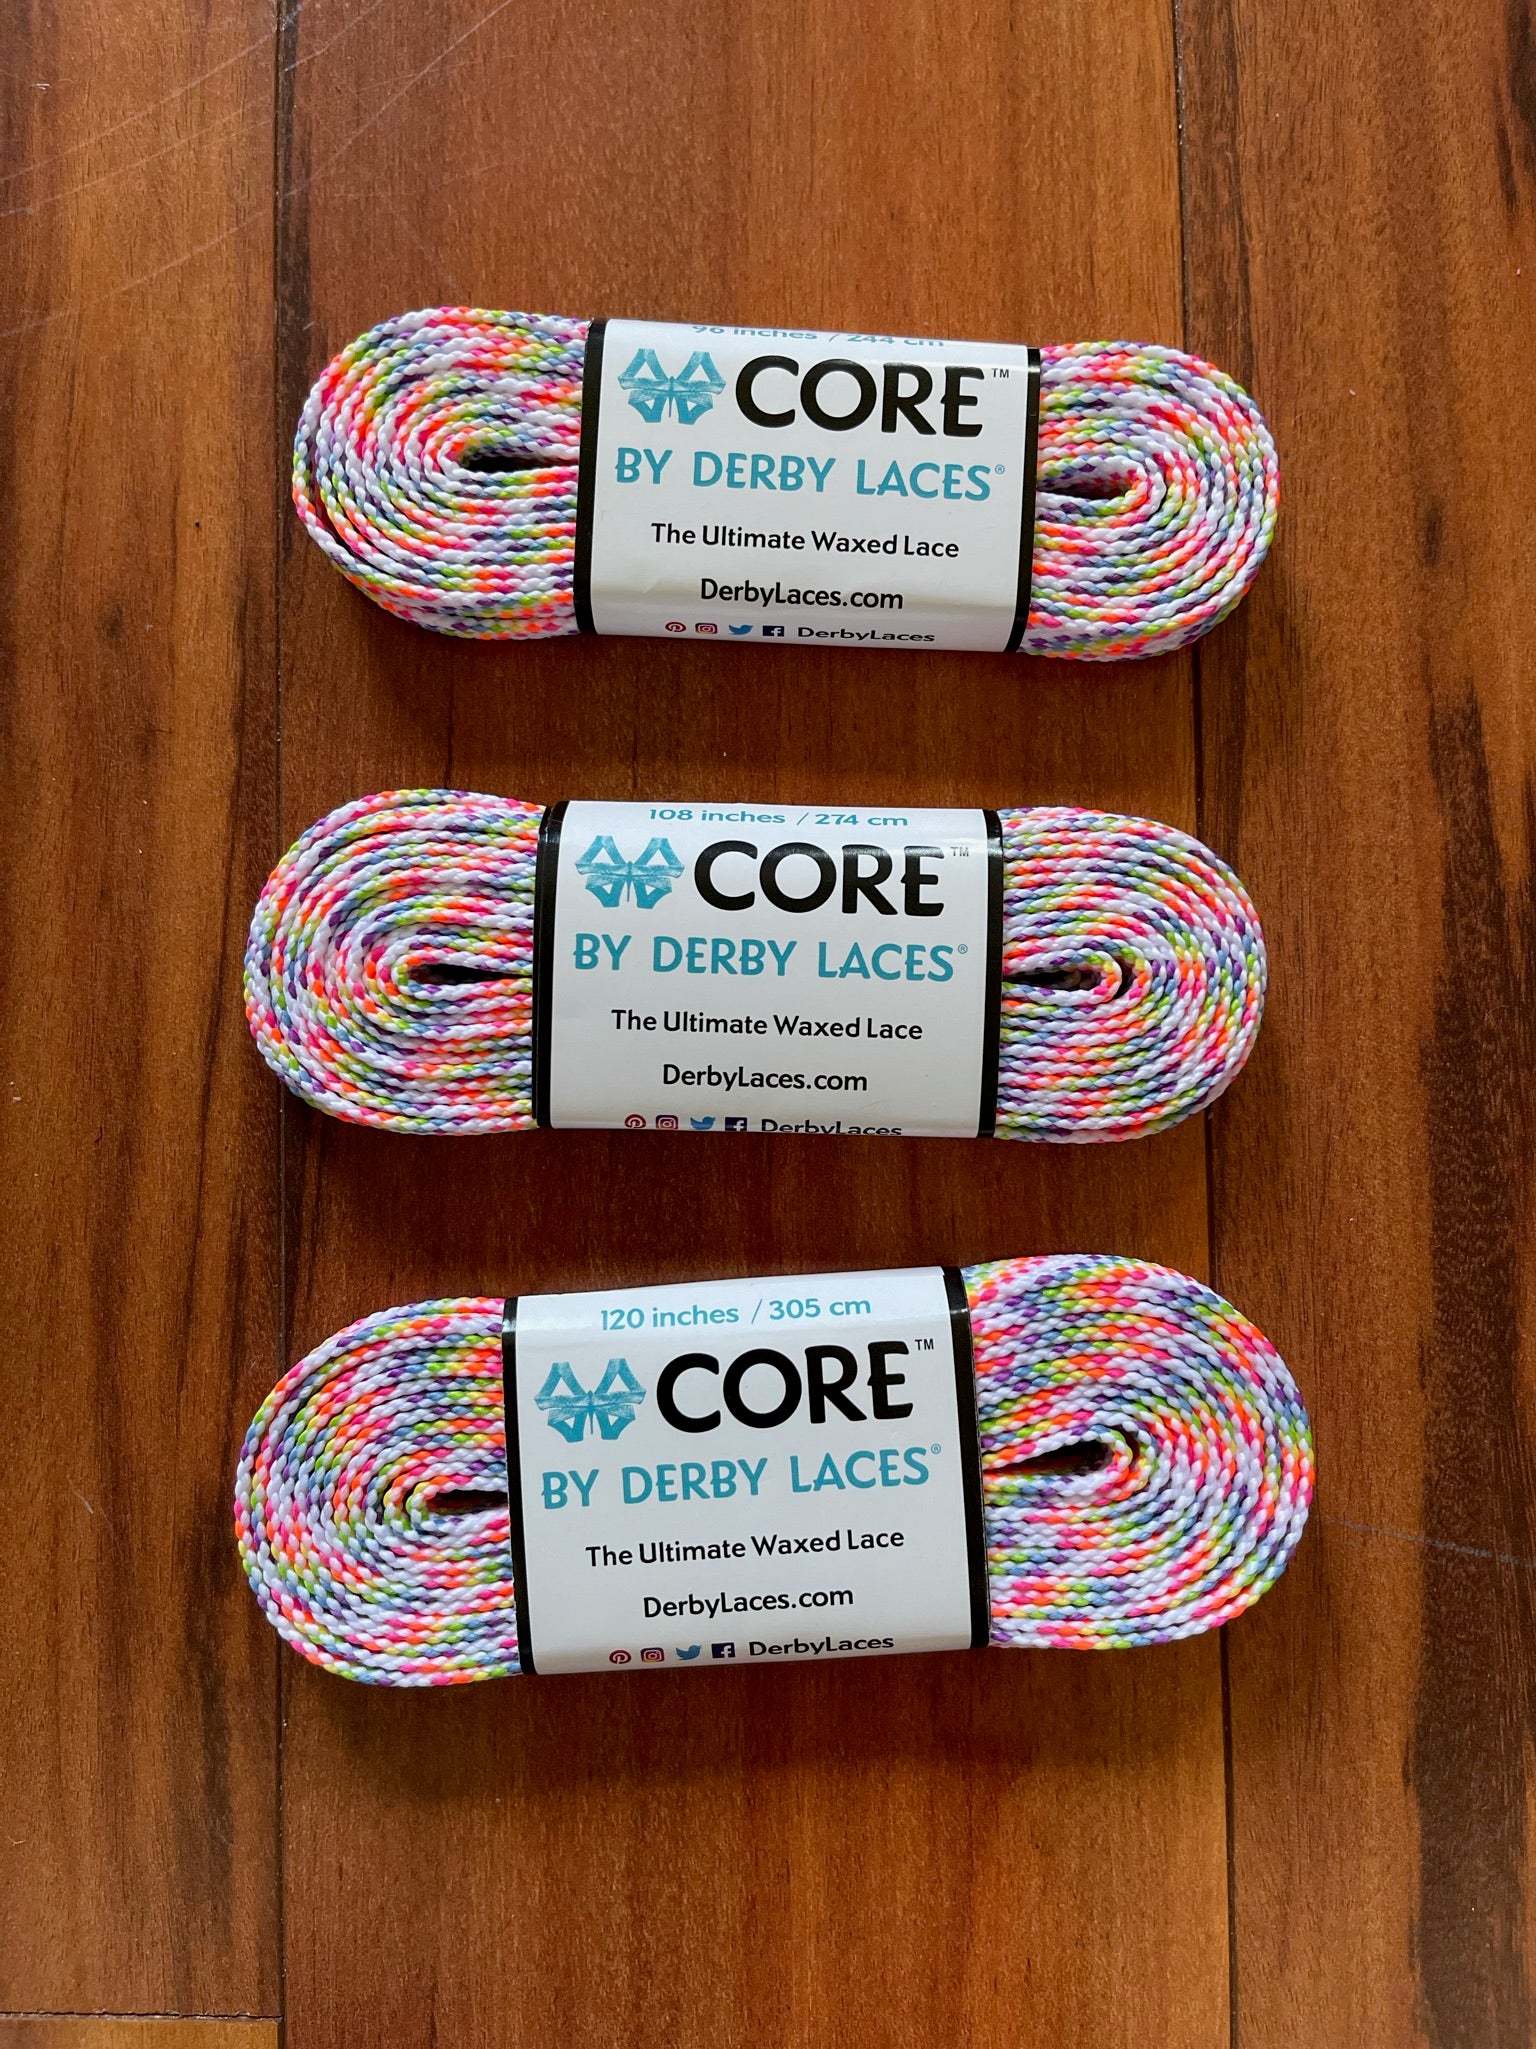 96 inches / 244 cm
CORE™
BY DERBY LACES®
The Ultimate Waxed Lace
DerbyLaces.com
DerbyLaces
108 inches / 274 cm
CORE™
BY DERBY LACES®
The Ultimate Waxed Lace
DerbyLaces.com
DerbyLaces
120 inches / 305 cm
CORE™
BY DERBY LACES®
The Ultimate Waxed Lace
DerbyLaces.com
DerbyLaces